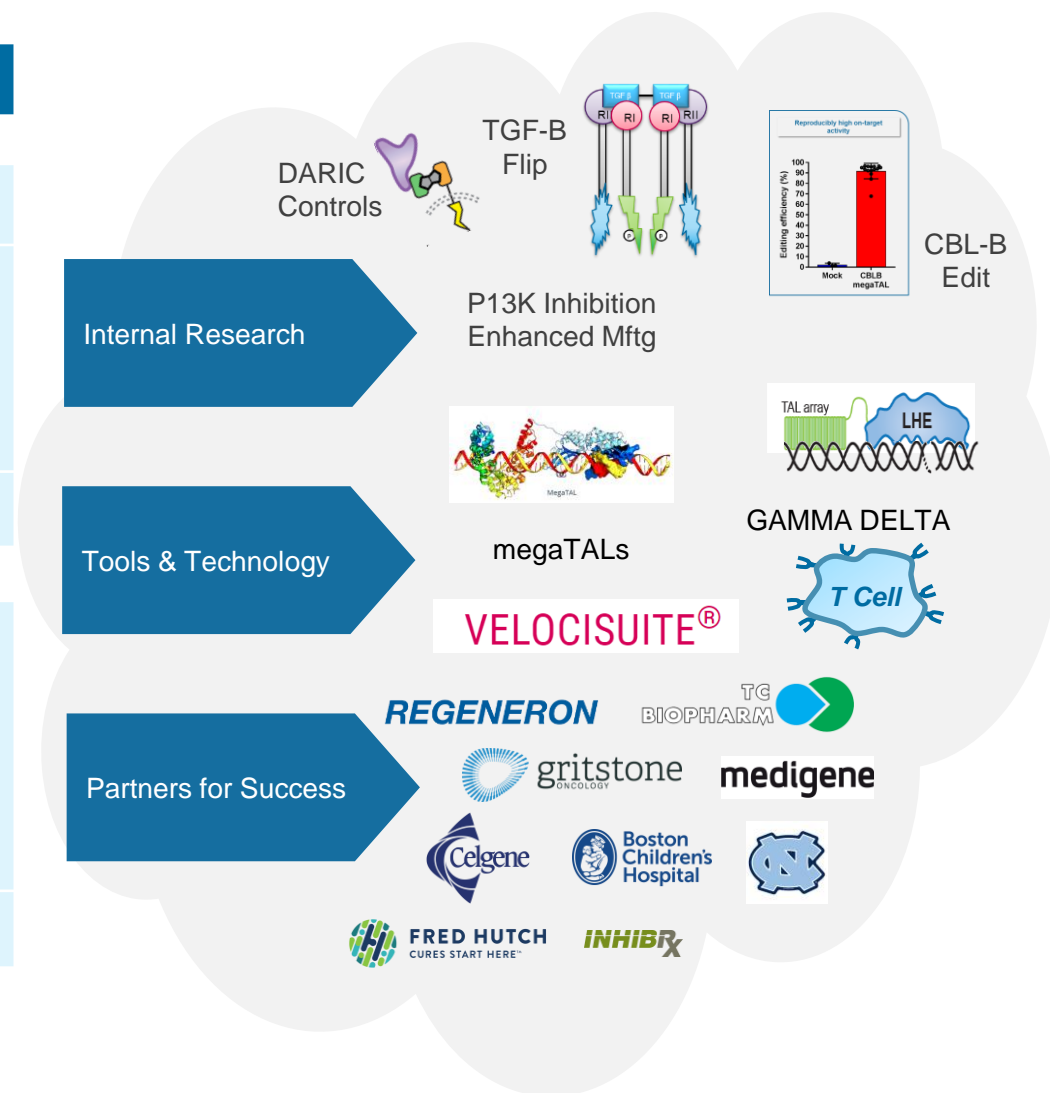 DARIC
Controls
TGF-B
Flip
TGF β
TGF β
RI
RI
RI
RII
P
P
Reproducibly high on-target
activity
Editing efficiency (%)
100
90
80
70
60
50
40
30
20
10
0
Mock
CBLB
megaTAL
CBL-B
Edit
Internal Research
P13K Inhibition
Enhanced Mftg
MegaTAL
TAL array
LHE
Tools & Technology
megaTALs
GAMMA DELTA
T Cell
VELOCISUITE®
Partners for Success
REGENERON
TC
BIOPHARM
gritstone
ONCOLOGY
medigene
Celgene
Boston
Children's
Hospital
NC
FRED HUTCH
CURES START HERE™
INHIBRX